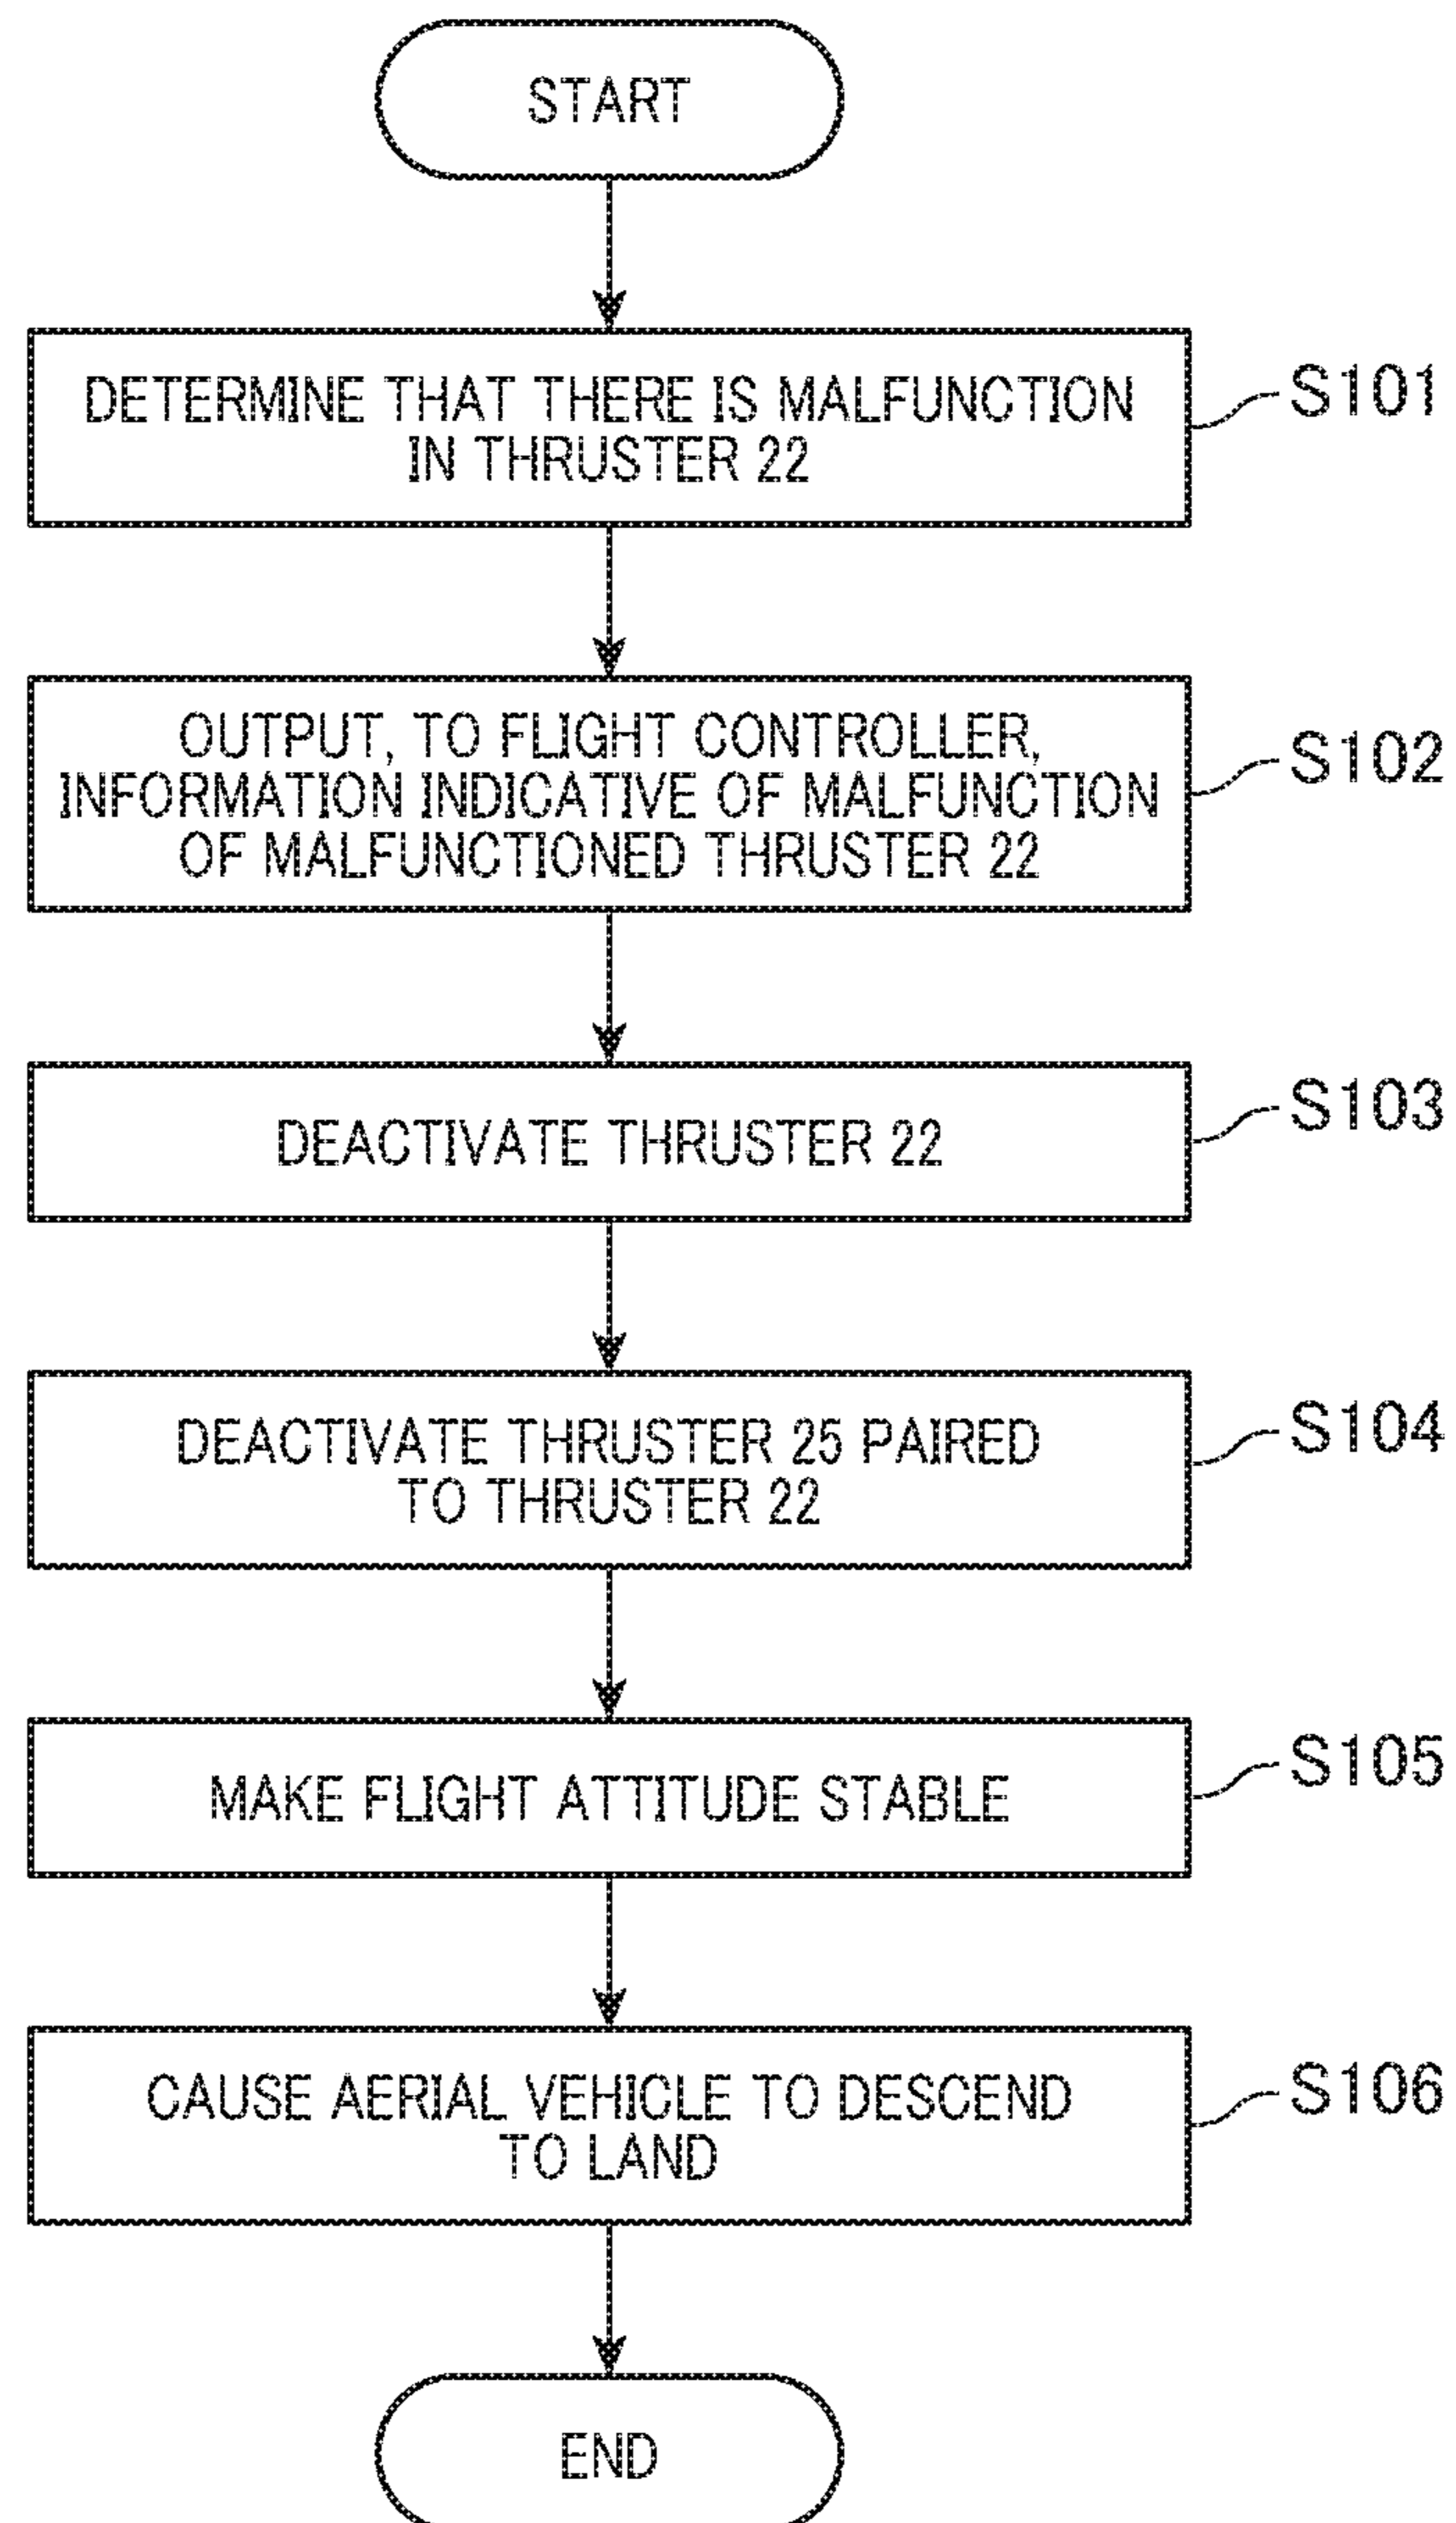 START
DETERMINE THAT THERE IS MALFUNCTION
IN THRUSTER 22
S101
OUTPUT, TO FLIGHT CONTROLLER,
INFORMATION INDICATIVE OF MALFUNCTION
OF MALFUNCTIONED THRUSTER 22
S102
DEACTIVATE THRUSTER 22
S103
DEACTIVATE THRUSTER 25 PAIRED
TO THRUSTER 22
S104
MAKE FLIGHT ATTITUDE STABLE
S105
CAUSE AERIAL VEHICLE TO DESCEND
TO LAND
S106
END